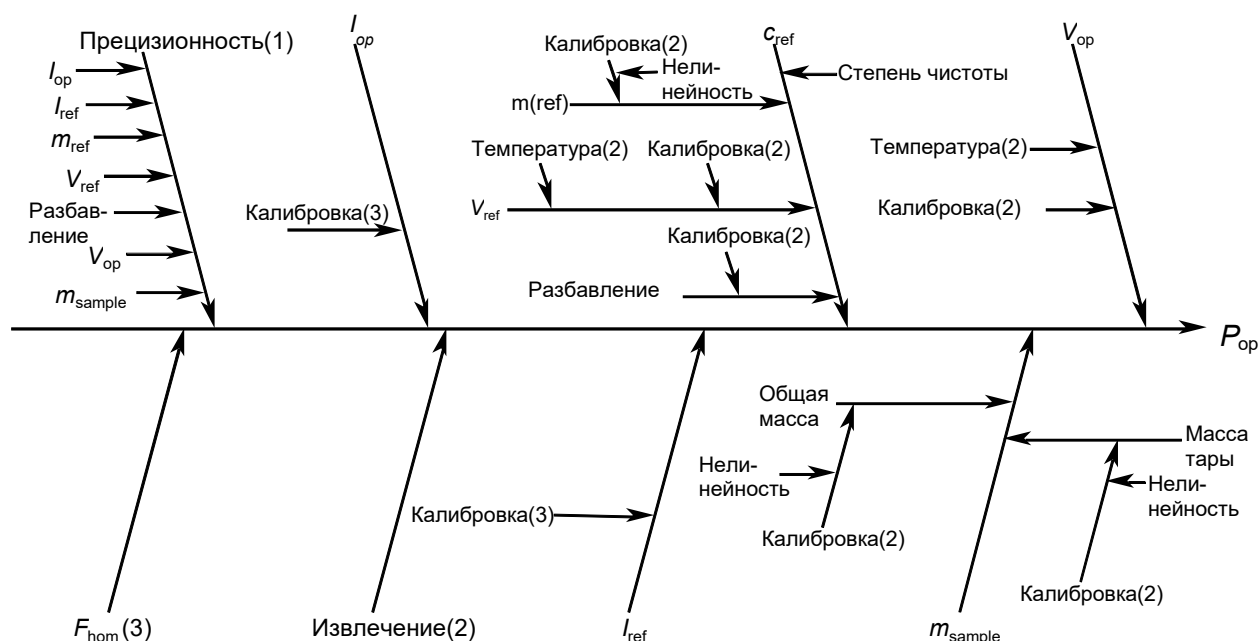 Прецизионность(1)
I_op
I_ref
m_ref
V_ref
Разбав-
ление
V_op
m_sample
I_op
Калибровка(3)
c_ref
Калибровка(2)
Нели-
нейность
m(ref)
Степень чистоты
Температура(2)
Калибровка(2)
V_ref
Калибровка(2)
Разбавление
V_op
Температура(2)
Калибровка(2)
P_op
F_hom(3)
Извлечение(2)
Калибровка(3)
I_ref
Общая
масса
Нели-
нейность
Калибровка(2)
Масса
тары
Нели-
нейность
Калибровка(2)
m_sample